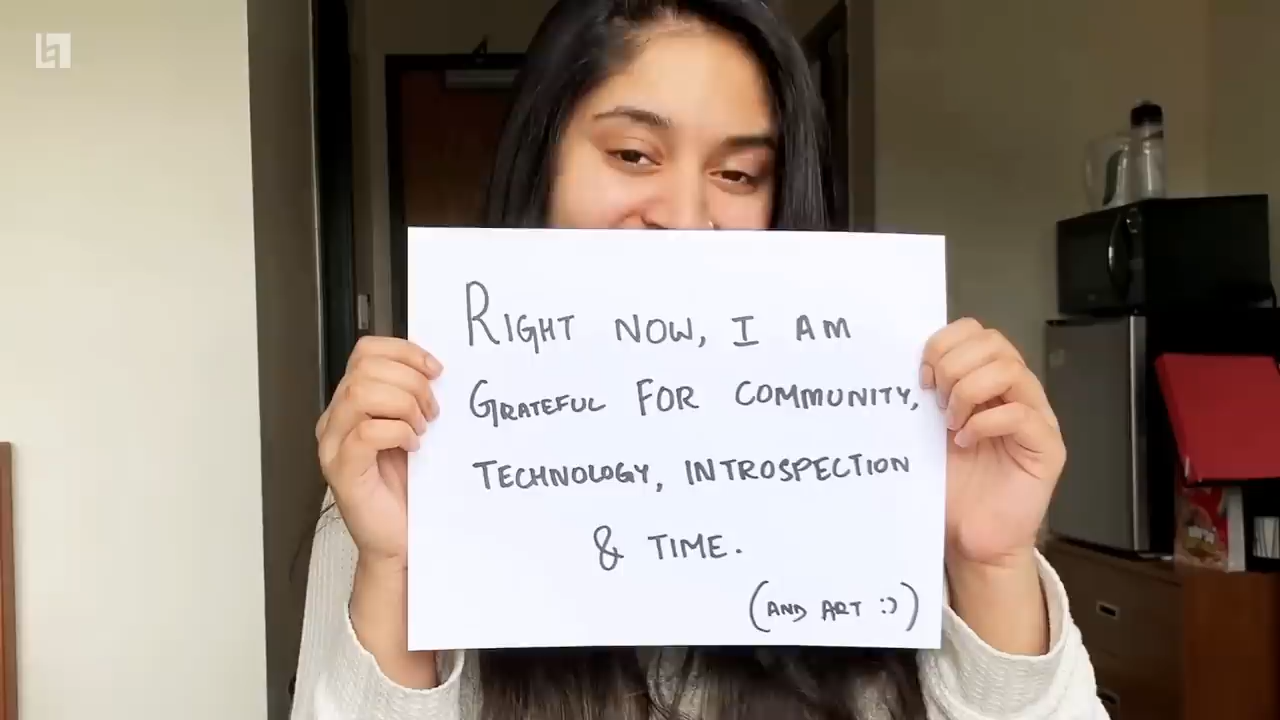 RIGHT NOW, I AM
GRATEFUL FOR COMMUNITY,
TECHNOLOGY, INTROSPECTION
& TIME.
(AND ART :))